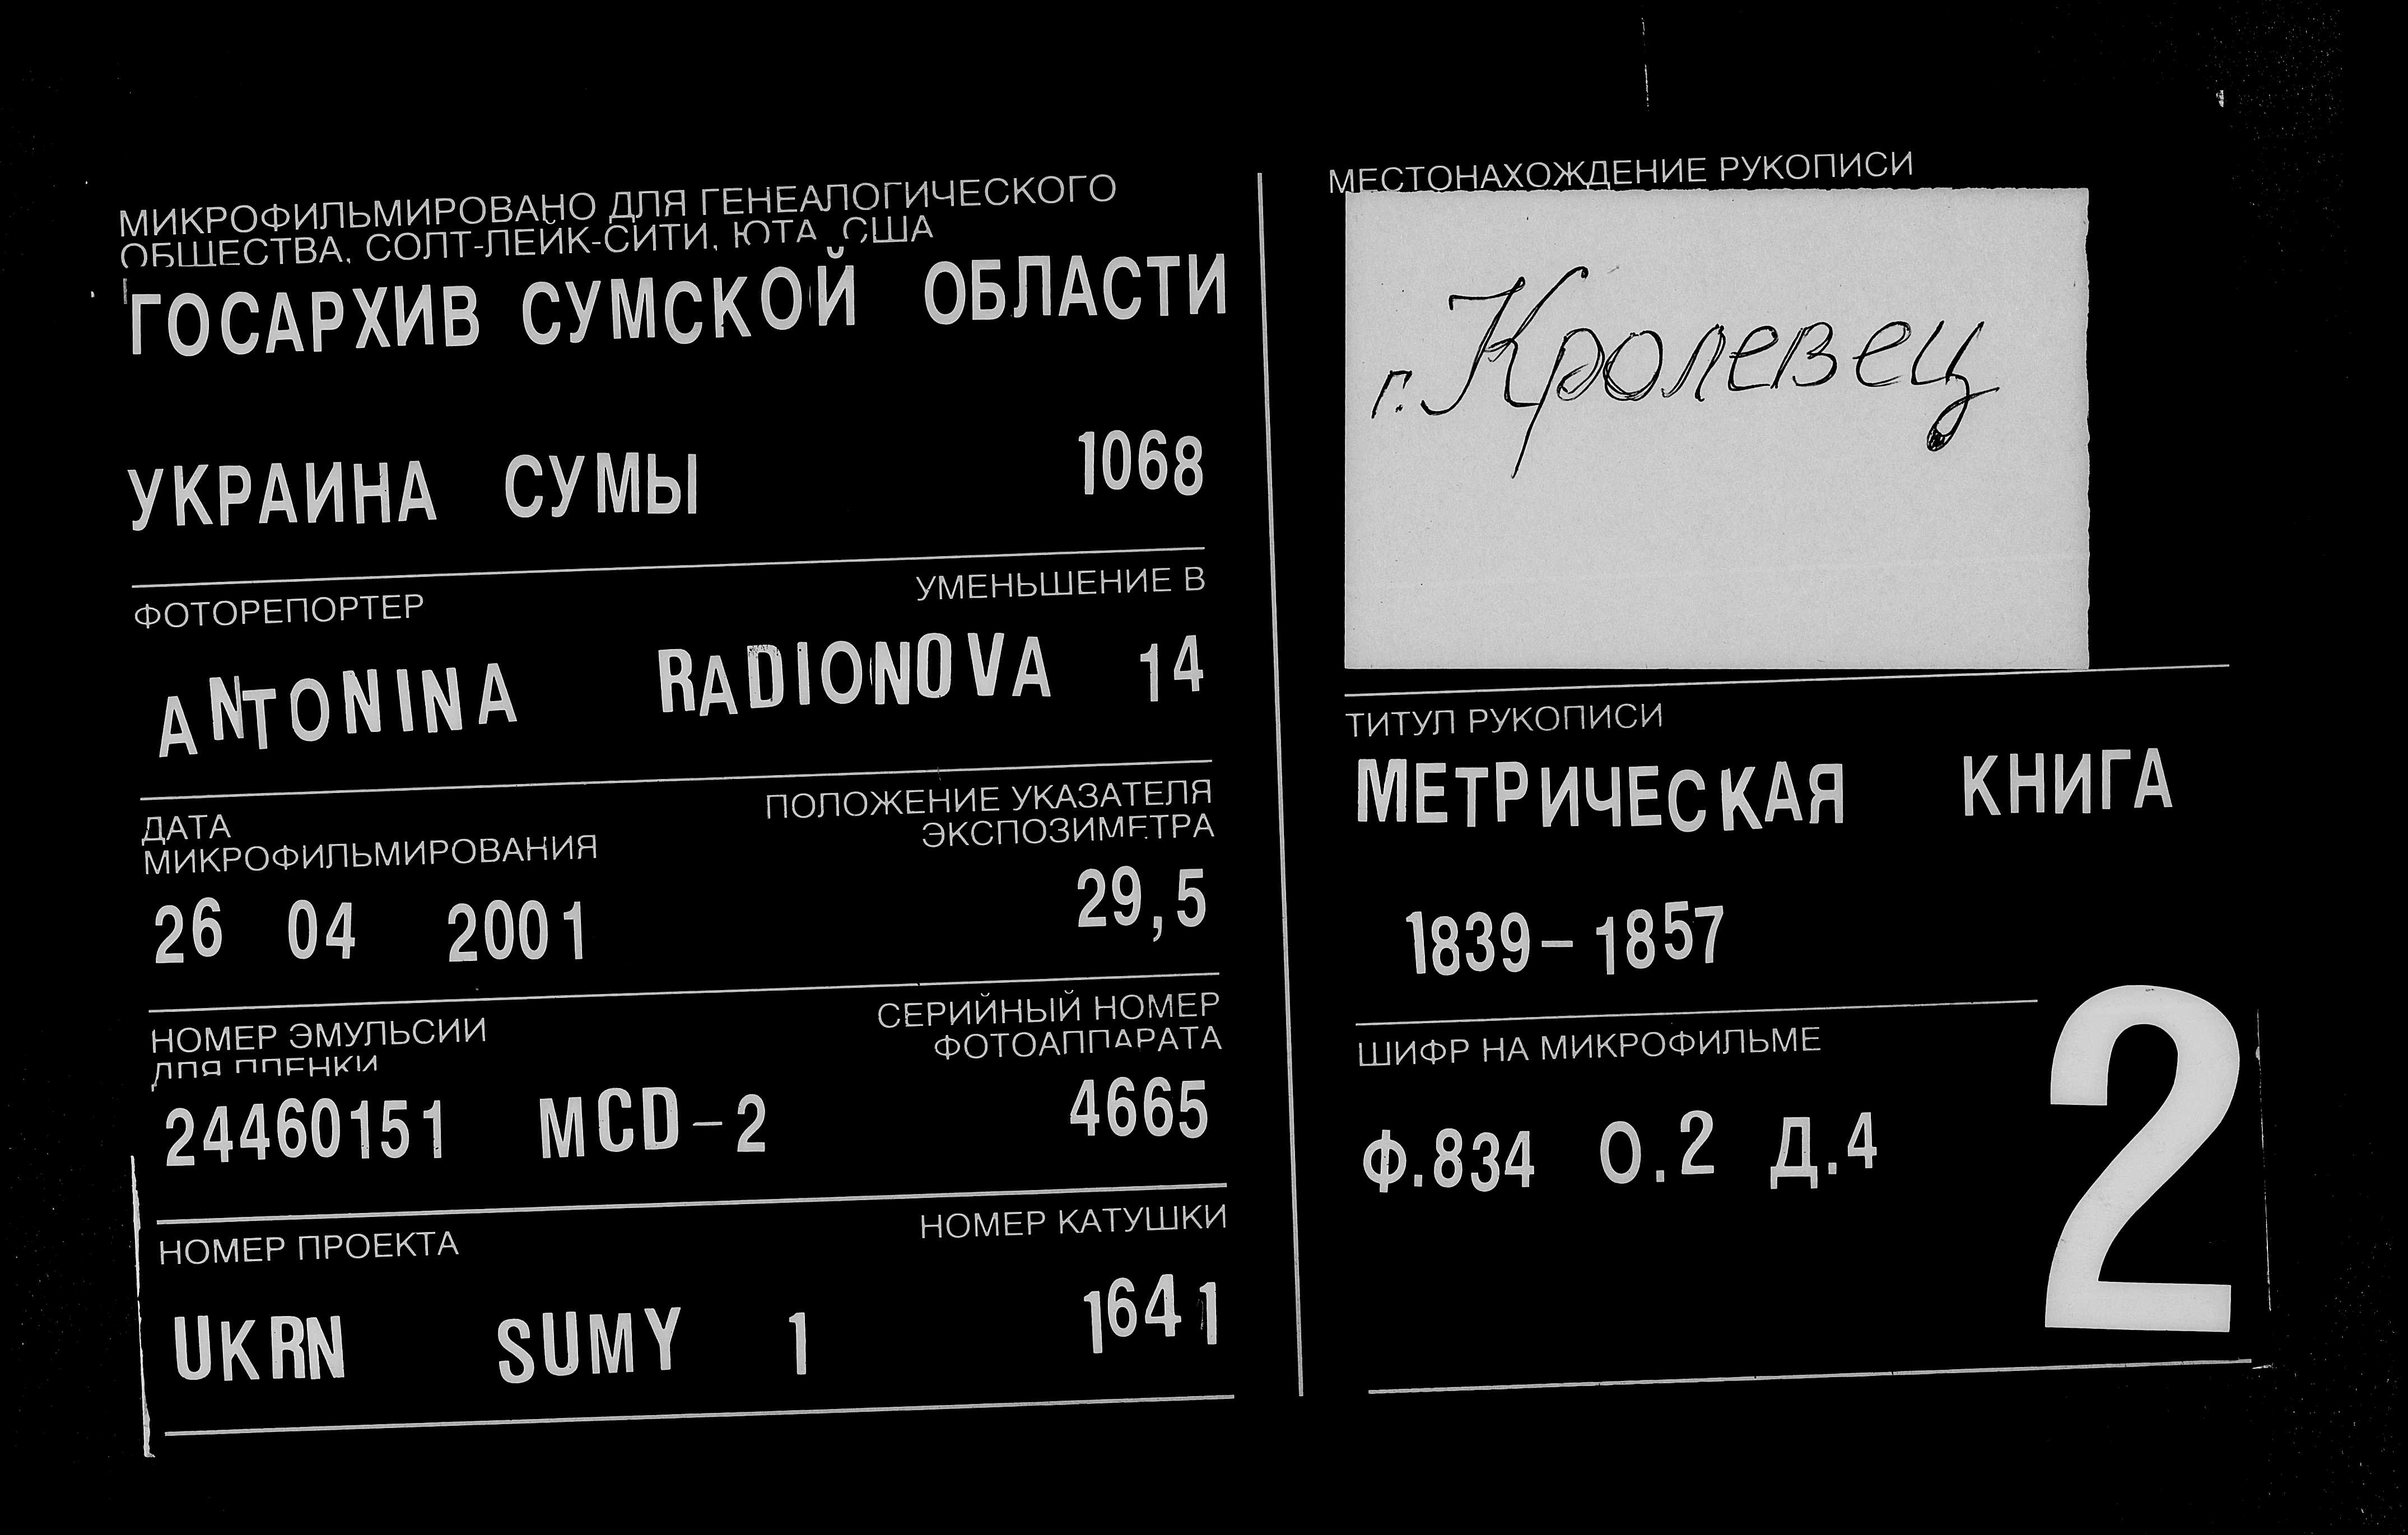 МИКРОФИЛЬМИРОВАНО ДЛЯ ГЕНЕАЛОГИЧЕСКОГО
ОБЩЕСТВА, СОЛТ-ЛЕЙК-СИТИ, ЮТА, США
ГОСАРХИВ СУМСКОЙ ОБЛАСТИ
УКРАИНА СУМЫ 1068
ФОТОРЕПОРТЕР УМЕНЬШЕНИЕ В
ANTONINA RADIONOVA 14
ДАТА
МИКРОФИЛЬМИРОВАНИЯ
ПОЛОЖЕНИЕ УКАЗАТЕЛЯ
ЭКСПОЗИМЕТРА
26 04 2001 29,5
НОМЕР ЭМУЛЬСИИ
ДЛЯ ПЛЕНКИ
СЕРИЙНЫЙ НОМЕР
ФОТОАППАРАТА
24460151 MCD-2 4665
НОМЕР ПРОЕКТА НОМЕР КАТУШКИ
UKRN SUMY 1 1641
МЕСТОНАХОЖДЕНИЕ РУКОПИСИ
г. Кролевец
ТИТУЛ РУКОПИСИ
МЕТРИЧЕСКАЯ КНИГА
1839-1857
ШИФР НА МИКРОФИЛЬМЕ
Ф.834 О.2 Д.4
2